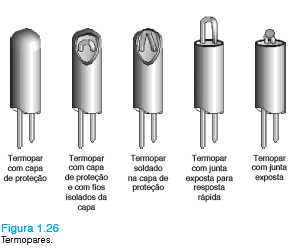 Termopar
com capa
de proteção
Termopar
com capa
de proteção
e com fios
isolados da
capa
Termopar
soldado
na capa de
proteção
Termopar
com junta
exposta para
resposta
rápida
Termopar
com junta
exposta
Figura 1.26
Termopares.